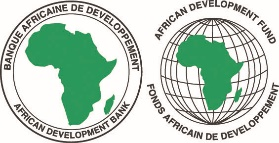 BANQUE AFRICAINE DE DEVELOPPEMENT
AFRICAN DEVELOPMENT BANK
AFRICAN DEVELOPMENT FUND
FONDS AFRICAIN DE DEVELOPPEMENT